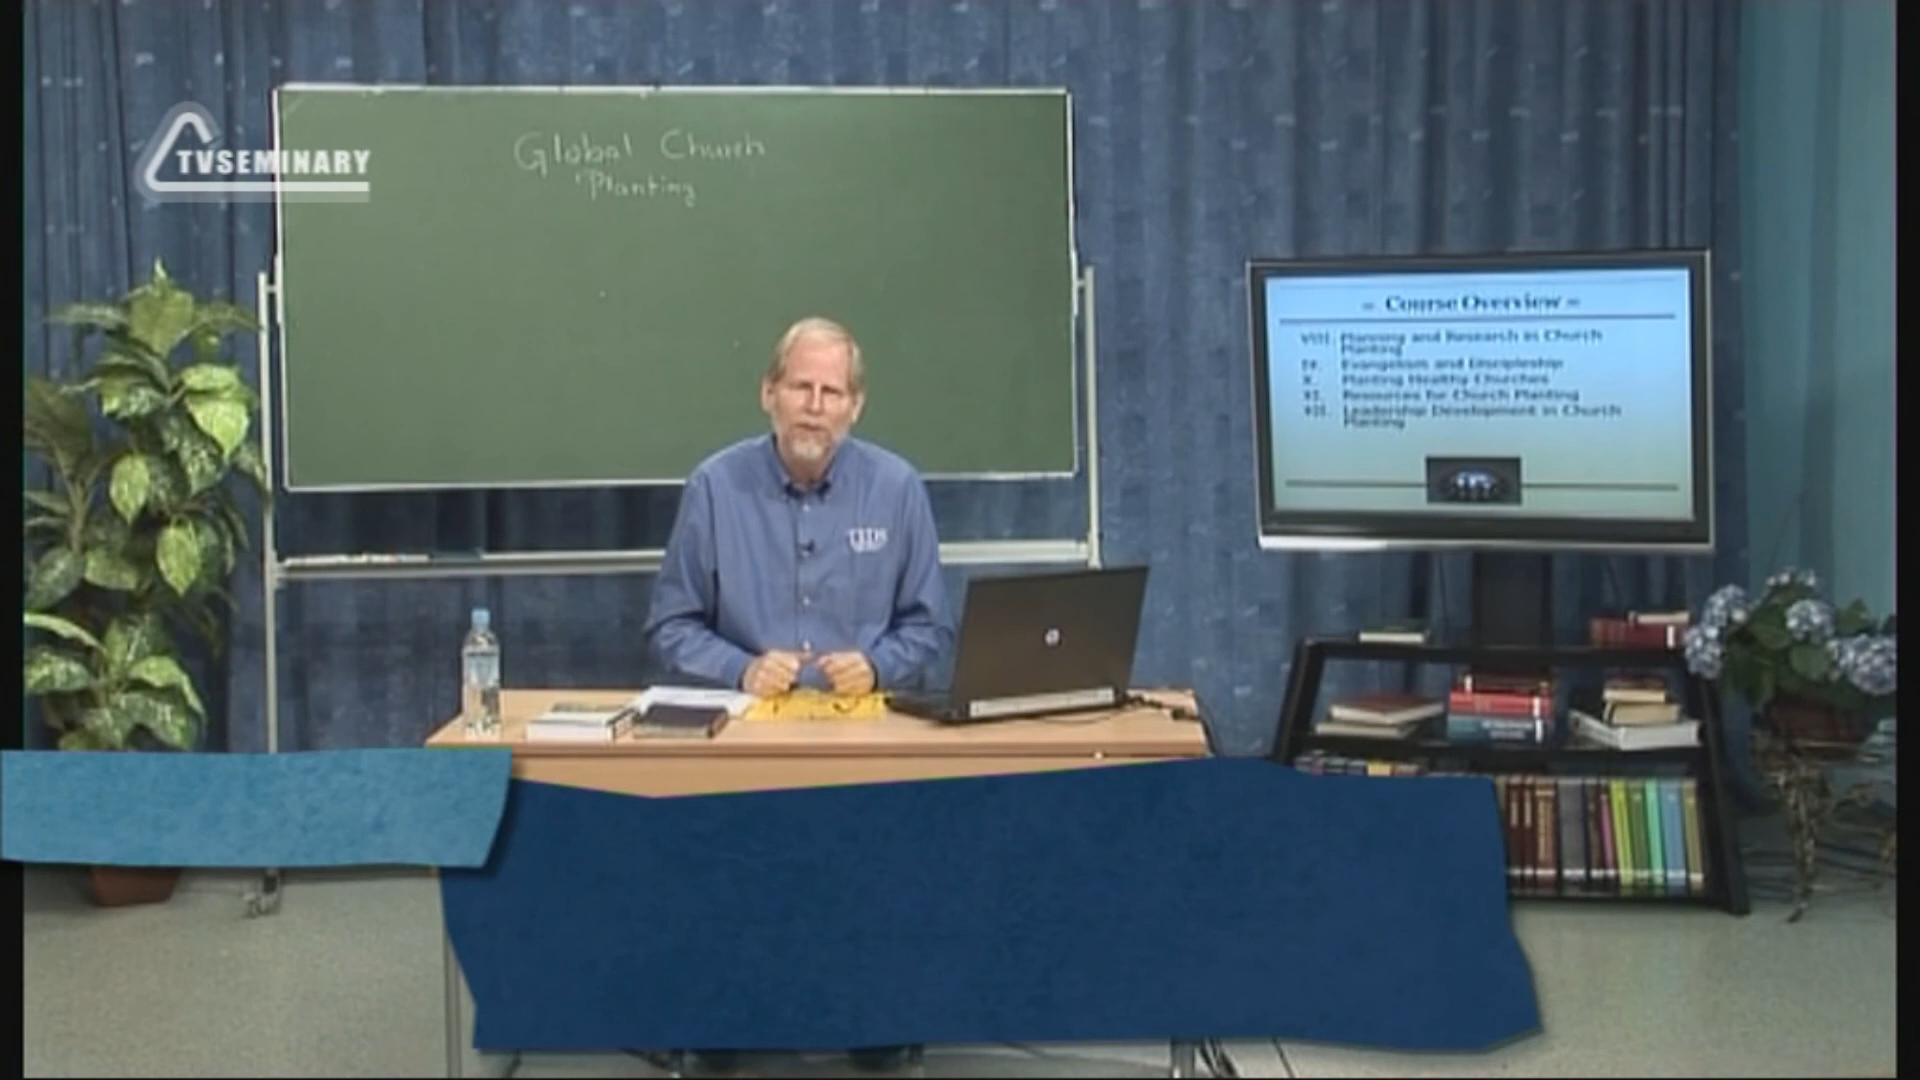 Global Church
Planting
TVSEMINARY
Course Overview
VIII. Planning and Research in Church
Planting
IX. Evangelism and Discipleship
X. Planting Healthy Churches
XI. Resources for Church Planting
XII. Leadership Development in Church
Planting
TEDS